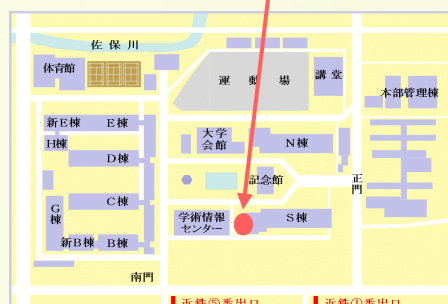 佐保川
体育館
運動場
講堂
本部管理棟
新E棟
E棟
H棟
大学
会館
N棟
D棟
記念館
正門
C棟
G棟
学術情報
センター
S棟
新B棟
B棟
南門
近鉄⑤番出口
近鉄①番出口